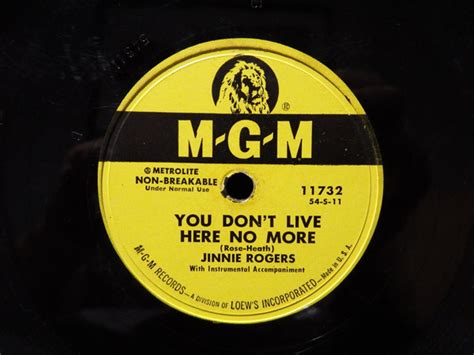 ®
M-G-M
Ⓡ METROLITE
NON-BREAKABLE
Under Normal Use
11732
54-S-11
YOU DON'T LIVE
HERE NO MORE
(Rose-Heath)
JINNIE ROGERS
With Instrumental Accompaniment
M-G-M RECORDS—A DIVISION OF LOEW'S INCORPORATED—MADE IN U.S.A.